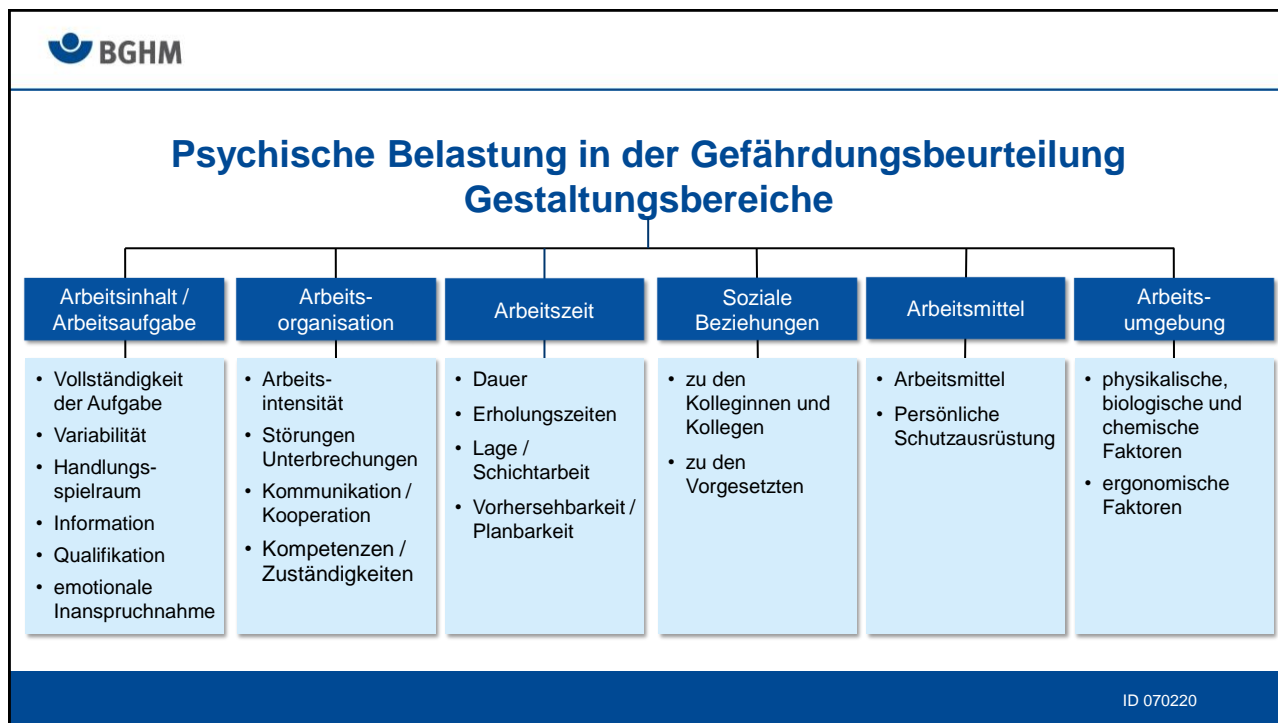 BGHM
Psychische Belastung in der Gefährdungsbeurteilung
Gestaltungsbereiche
Arbeitsinhalt /
Arbeitsaufgabe
• Vollständigkeit
der Aufgabe
• Variabilität
• Handlungs-
spielraum
• Information
• Qualifikation
• emotionale
Inanspruchnahme
Arbeits-
organisation
• Arbeits-
intensität
• Störungen
Unterbrechungen
• Kommunikation /
Kooperation
• Kompetenzen /
Zuständigkeiten
Arbeitszeit
• Dauer
• Erholungszeiten
• Lage /
Schichtarbeit
• Vorhersehbarkeit /
Planbarkeit
Soziale
Beziehungen
• zu den
Kolleginnen und
Kollegen
• zu den
Vorgesetzten
Arbeitsmittel
• Arbeitsmittel
• Persönliche
Schutzausrüstung
Arbeits-
umgebung
• physikalische,
biologische und
chemische
Faktoren
• ergonomische
Faktoren
ID 070220